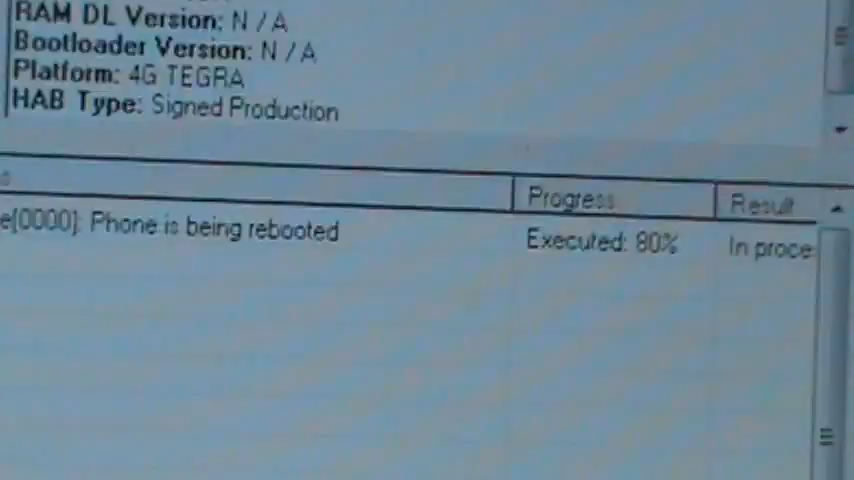 RAM DL Version: N / A
Bootloader Version: N / A
Platform: 4G TEGRA
HAB Type: Signed Production
s Progress Result
e[0000]: Phone is being rebooted Executed: 80% In proce